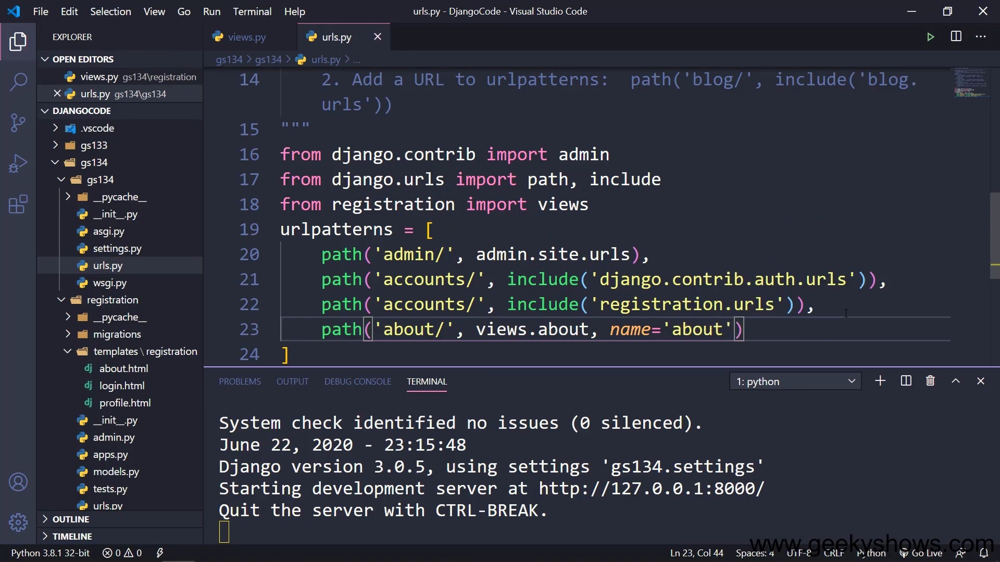 File Edit Selection View Go Run Terminal Help
urls.py - DjangoCode - Visual Studio Code
EXPLORER
OPEN EDITORS
views.py gs134\registration
urls.py gs134\gs134
DJANGOCODE
.vscode
gs133
gs134
gs134
__pycache__
__init__.py
asgi.py
settings.py
urls.py
wsgi.py
registration
__pycache__
migrations
templates\registration
about.html
login.html
profile.html
__init__.py
admin.py
apps.py
models.py
tests.py
urls.py
OUTLINE
TIMELINE
views.py
urls.py
gs134 > gs134 > urls.py > ...
14 2. Add a URL to urlpatterns:  path('blog/', include('blog.
urls'))
15 """
16 from django.contrib import admin
17 from django.urls import path, include
18 from registration import views
19 urlpatterns = [
20 path('admin/', admin.site.urls),
21 path('accounts/', include('django.contrib.auth.urls')),
22 path('accounts/', include('registration.urls')),
23 path('about/', views.about, name='about')
24 ]
PROBLEMS OUTPUT DEBUG CONSOLE TERMINAL
1: python
System check identified no issues (0 silenced).
June 22, 2020 - 23:15:48
Django version 3.0.5, using settings 'gs134.settings'
Starting development server at http://127.0.0.1:8000/
Quit the server with CTRL-BREAK.
www.geekyshows.com
Python 3.8.1 32-bit 0 0 Ln 23, Col 44 Spaces: 4 UTF-8 CRLF Python Go Live